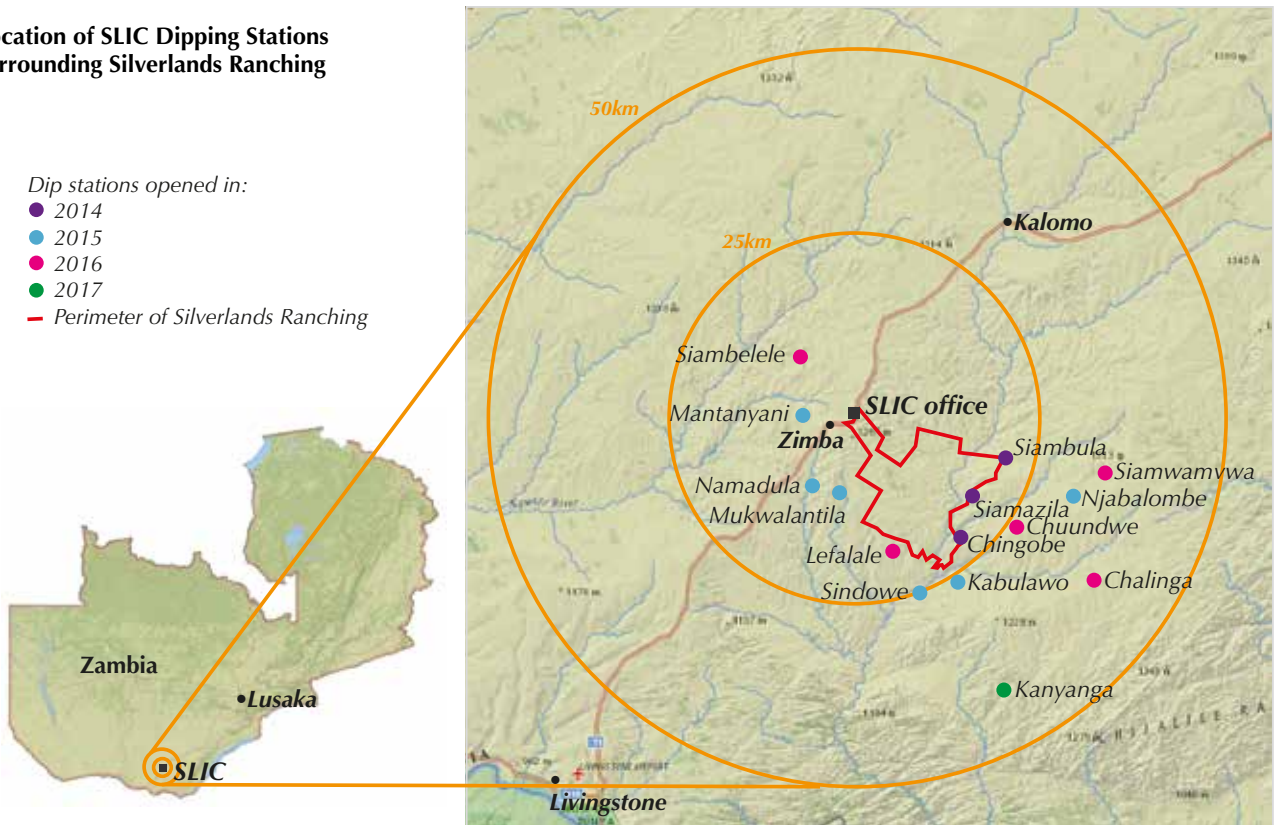 ocation of SLIC Dipping Stations
rrounding Silverlands Ranching
Dip stations opened in:
2014
2015
2016
2017
Perimeter of Silverlands Ranching
50km
25km
Kalomo
Siambelele
Mantanyani
SLIC office
Zimba
Siambula
Siamwamvwa
Namadula
Njabalombe
Mukwalantila
Siamazila
Chuundwe
Chingobe
Lefalale
Kabulawo
Chalinga
Sindowe
Kanyanga
Livingstone
Zambia
Lusaka
SLIC